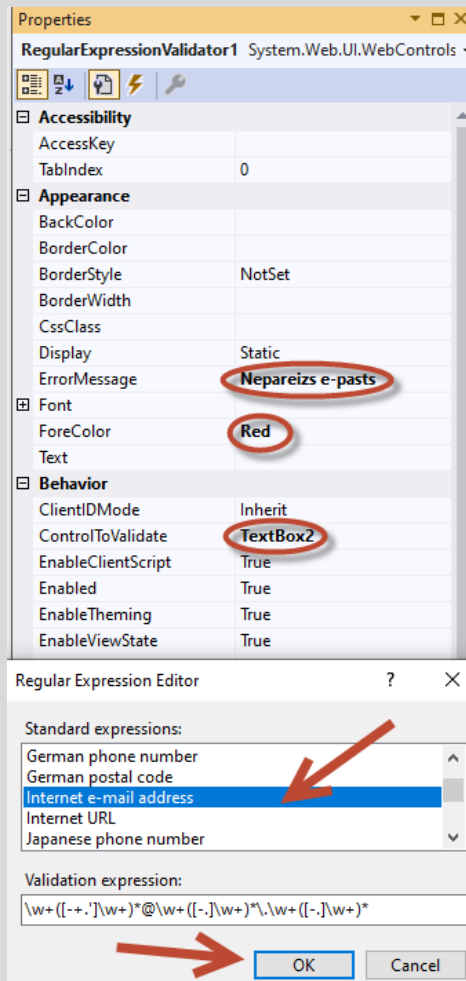 Properties
RegularExpressionValidator1 System.Web.UI.WebControls
Accessibility
AccessKey
TabIndex 0
Appearance
BackColor
BorderColor
BorderStyle NotSet
BorderWidth
CssClass
Display Static
ErrorMessage Nepareizs e-pasts
Font
ForeColor Red
Text
Behavior
ClientIDMode Inherit
ControlToValidate TextBox2
EnableClientScript True
Enabled True
EnableTheming True
EnableViewState True
Regular Expression Editor ?
Standard expressions:
German phone number
German postal code
Internet e-mail address
Internet URL
Japanese phone number
Validation expression:
\w+([-+.']\w+)*@\w+([-.]\w+)*\.\w+([-.]\w+)*
OK Cancel